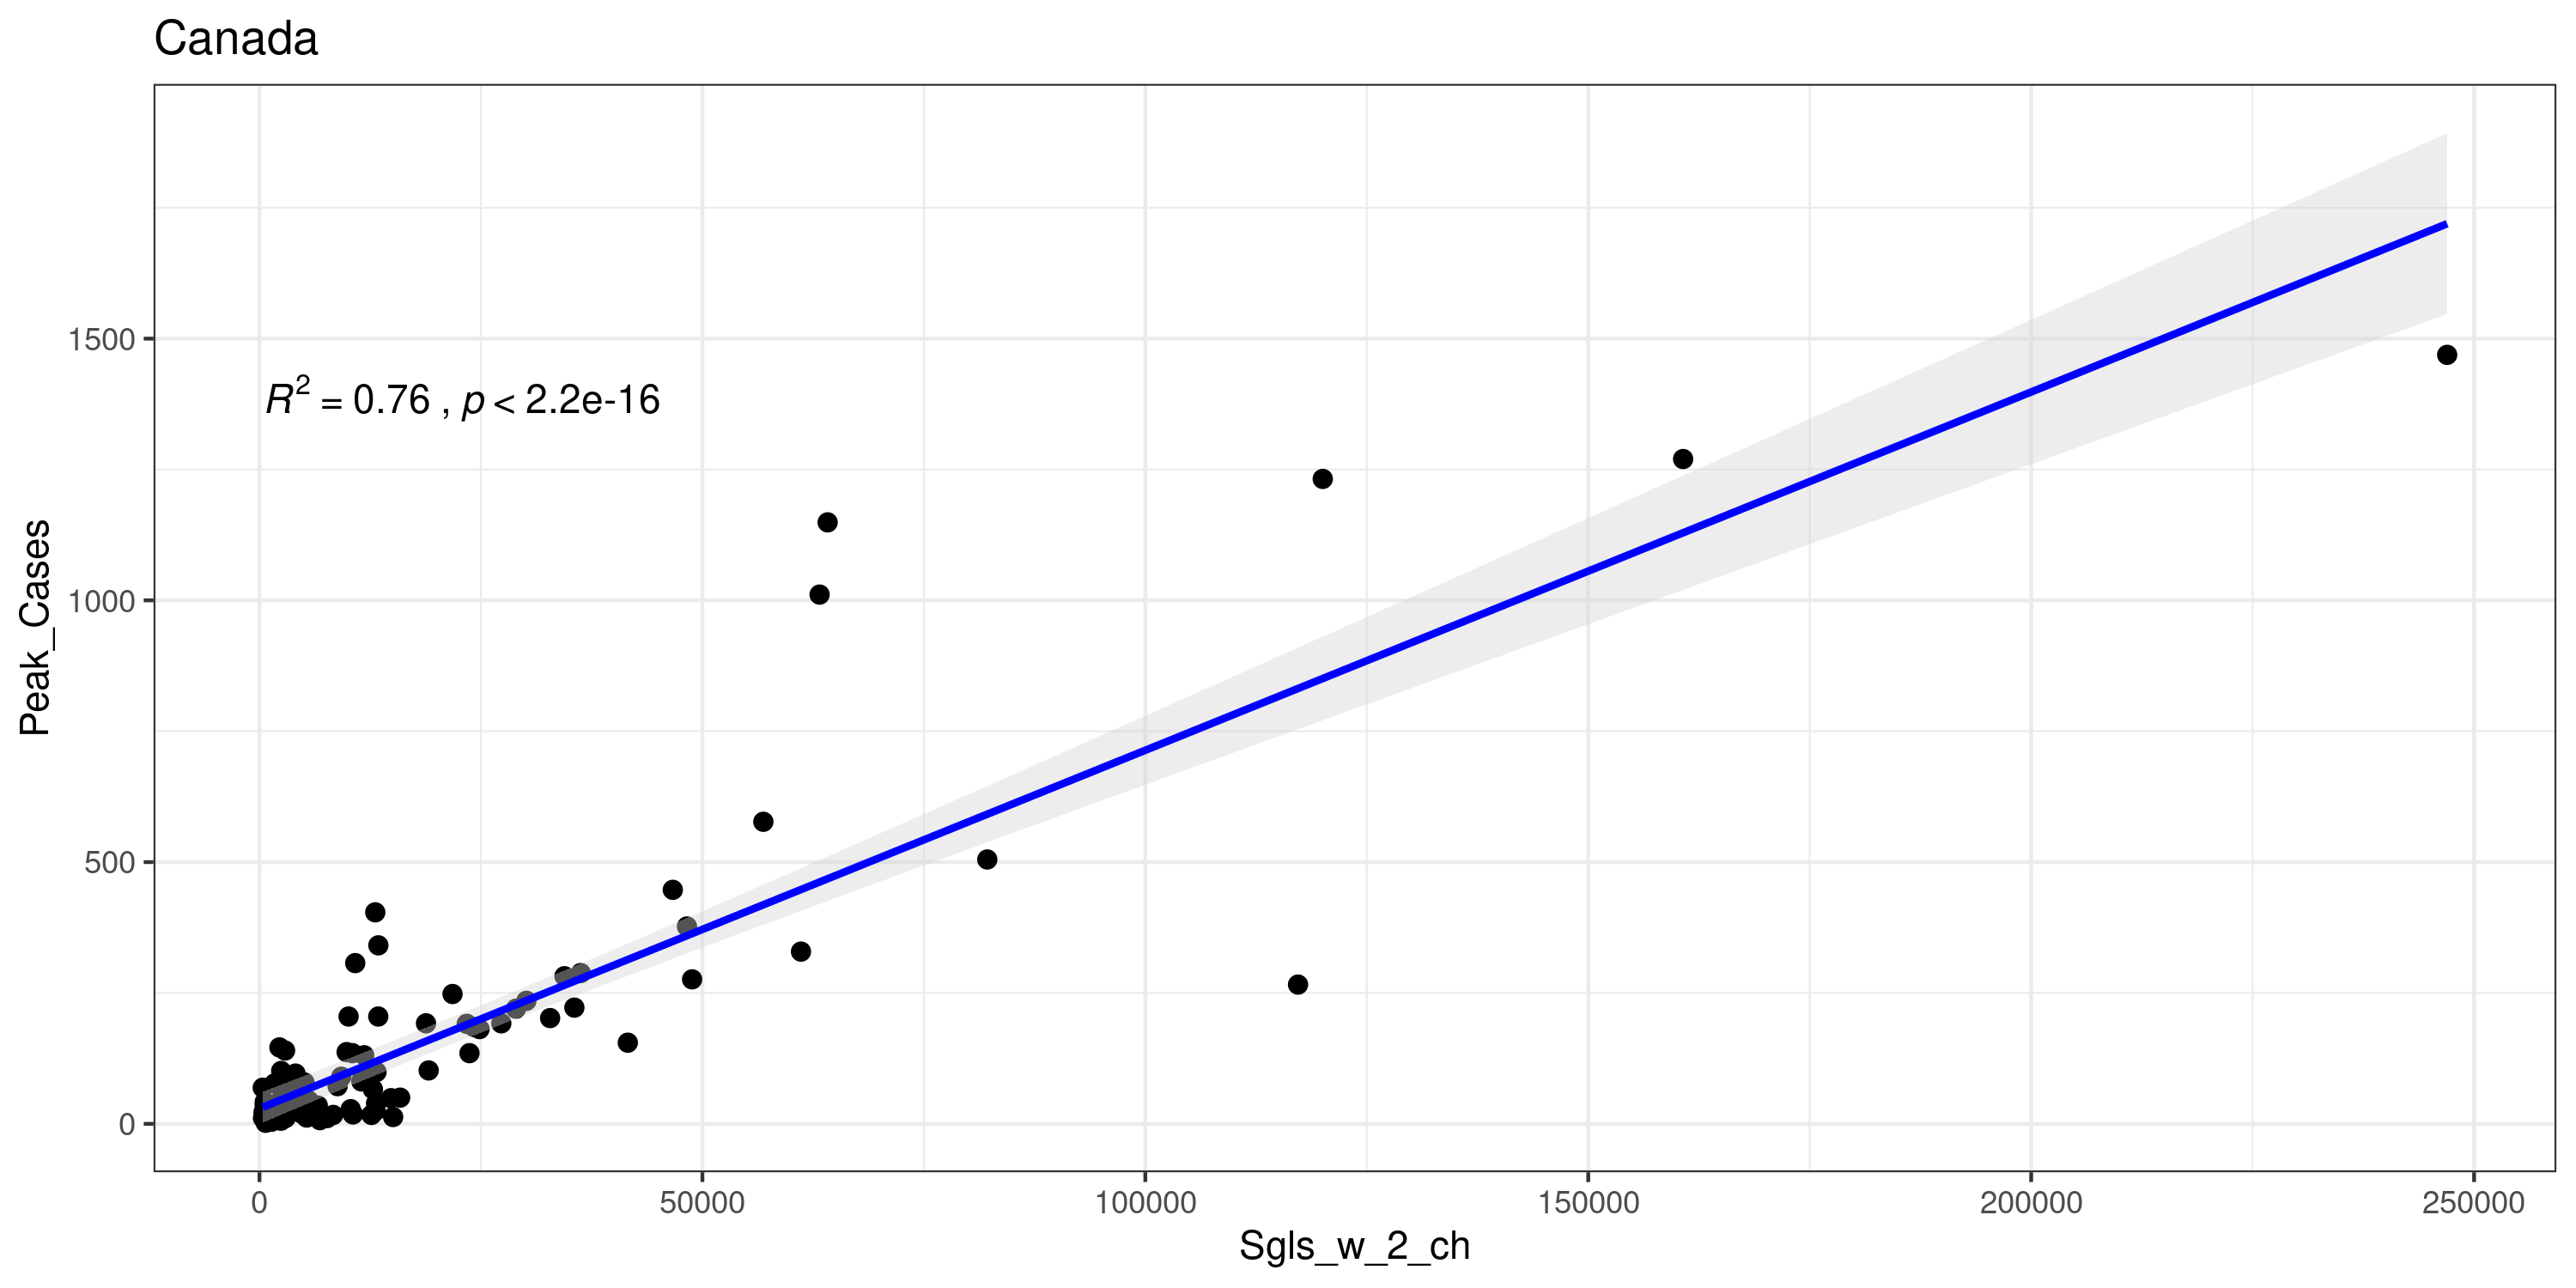 Canada
R² = 0.76 , p < 2.2e-16
Peak_Cases
1500
1000
500
0
0 50000 100000 150000 200000 250000
Sgls_w_2_ch